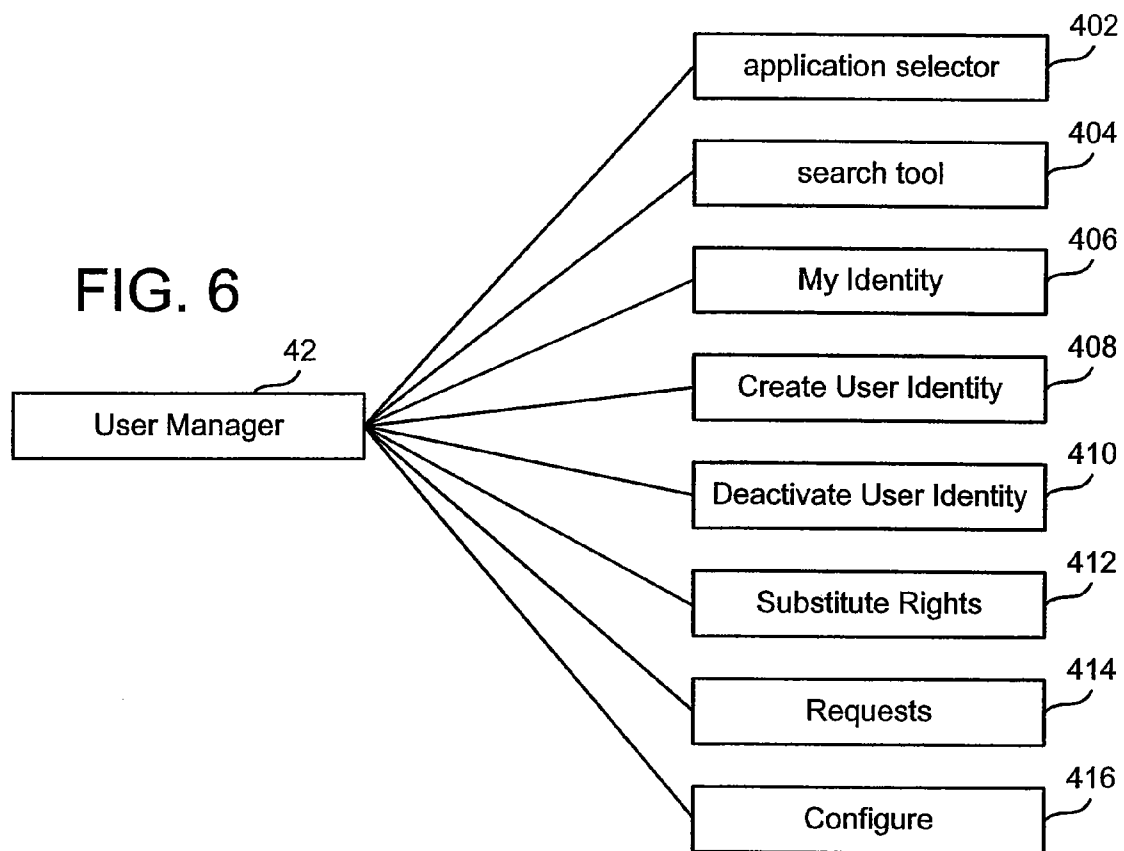 402
application selector
404
search tool
406
My Identity
FIG. 6
408
42
Create User Identity
User Manager
410
Deactivate User Identity
412
Substitute Rights
414
Requests
416
Configure